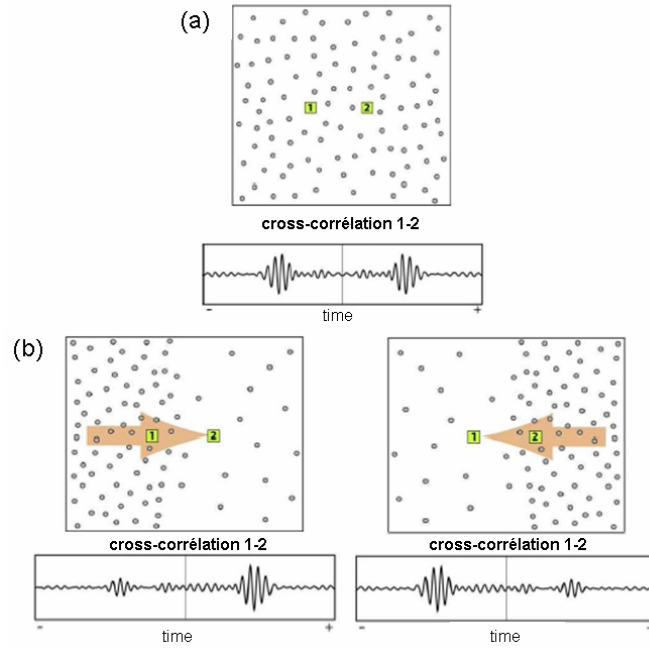 (a)
1 2
cross-corrélation 1-2
- +
time
(b)
1 2
1 2
cross-corrélation 1-2
cross-corrélation 1-2
- +
time
- -
time